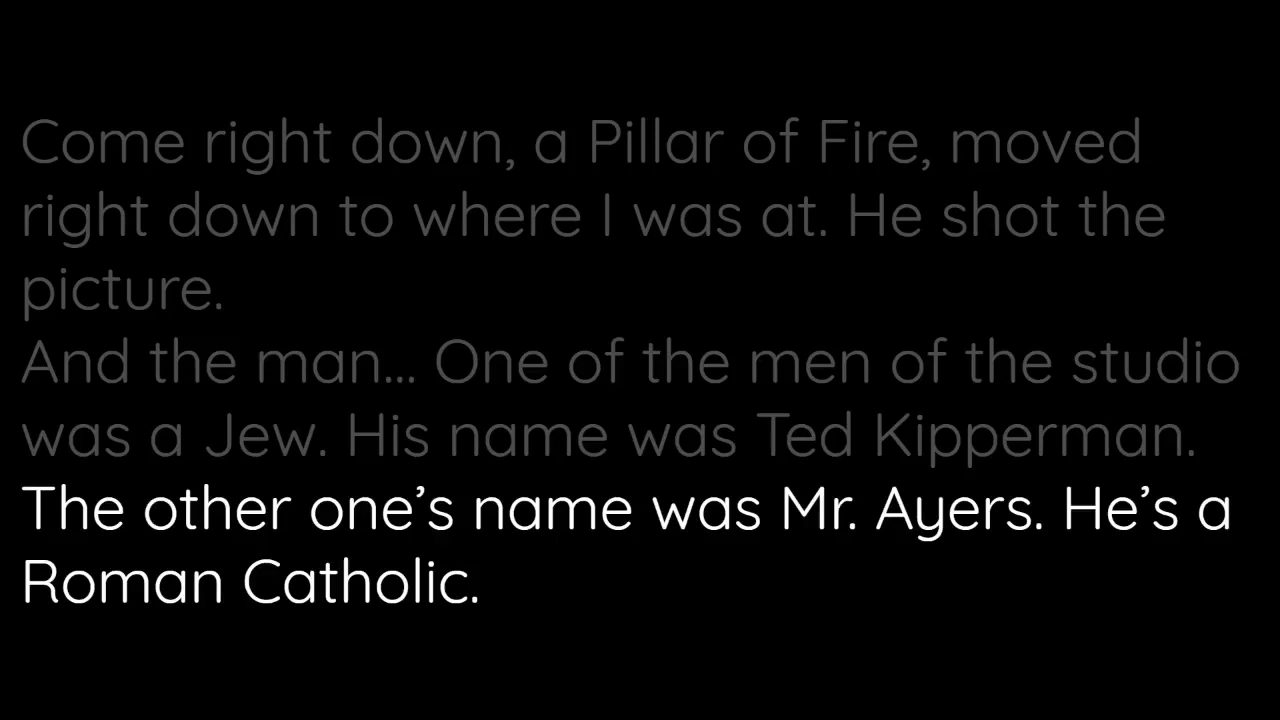 Come right down, a Pillar of Fire, moved
right down to where I was at. He shot the
picture.
And the man... One of the men of the studio
was a Jew. His name was Ted Kipperman.
The other one’s name was Mr. Ayers. He’s a
Roman Catholic.